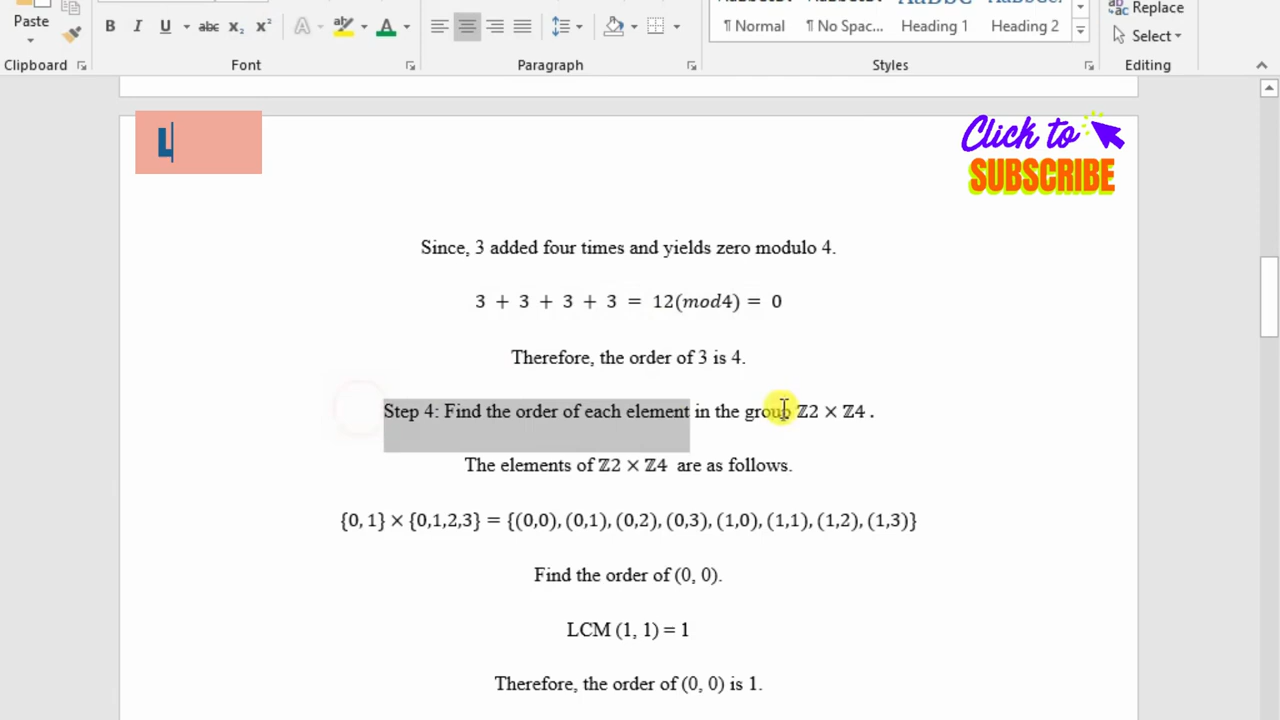 Paste
B I U abc x₂ x² A ab A
Clipboard
Font
Paragraph
¶ Normal ¶ No Spac... Heading 1 Heading 2
Styles
Replace
Select
Editing
L
Click to
SUBSCRIBE
Since, 3 added four times and yields zero modulo 4.
3 + 3 + 3 + 3 = 12(mod4) = 0
Therefore, the order of 3 is 4.
Step 4: Find the order of each element in the group ℤ2 × ℤ4 .
The elements of ℤ2 × ℤ4 are as follows.
{0, 1} × {0,1,2,3} = {(0,0), (0,1), (0,2), (0,3), (1,0), (1,1), (1,2), (1,3)}
Find the order of (0, 0).
LCM (1, 1) = 1
Therefore, the order of (0, 0) is 1.